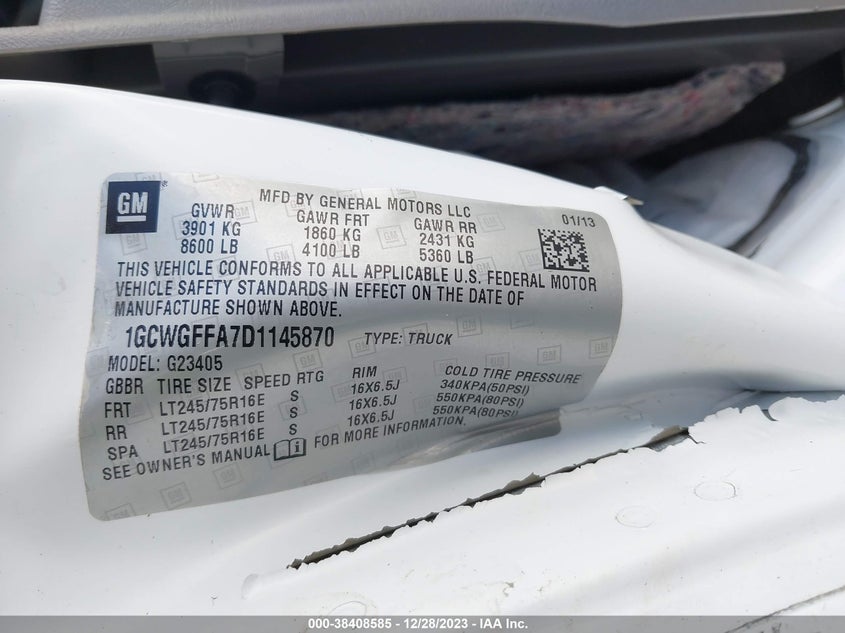 GM
MFD BY GENERAL MOTORS LLC
GVWR GAWR FRT GAWR RR 01/13
3901 KG 1860 KG 2431 KG
8600 LB 4100 LB 5360 LB
THIS VEHICLE CONFORMS TO ALL APPLICABLE U.S. FEDERAL MOTOR
VEHICLE SAFETY STANDARDS IN EFFECT ON THE DATE OF
MANUFACTURE SHOWN ABOVE.
1GCWGFFA7D1145870 TYPE: TRUCK
MODEL: G23405
GBBR TIRE SIZE SPEED RTG RIM COLD TIRE PRESSURE
FRT LT245/75R16E S 16X6.5J 340KPA(50PSI)
RR LT245/75R16E S 16X6.5J 550KPA(80PSI)
SPA LT245/75R16E S 16X6.5J 550KPA(80PSI)
SEE OWNER'S MANUAL FOR MORE INFORMATION.
000-38408585 - 12/28/2023 - IAA Inc.